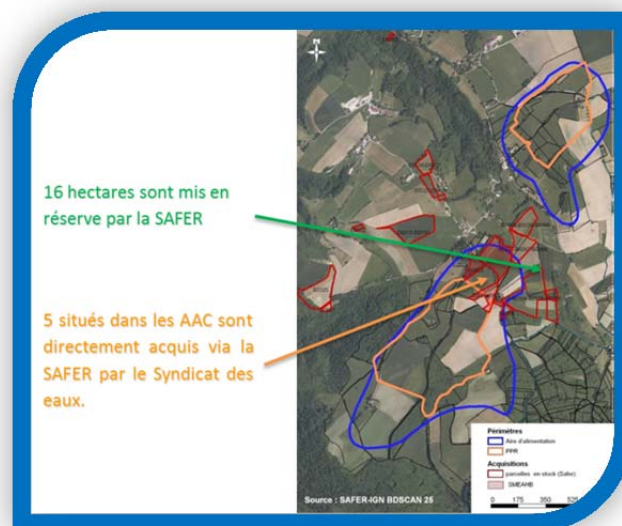 16 hectares sont mis en
réserve par la SAFER
5 situés dans les AAC sont
directement acquis via la
SAFER par le Syndicat des
eaux.
Périmètres
Aire d'alimentation
PPR
Acquisitions
parcelles en stock (Safer)
SMEAHB
0 175 350 525
Source : SAFER-IGN BDSCAN 25